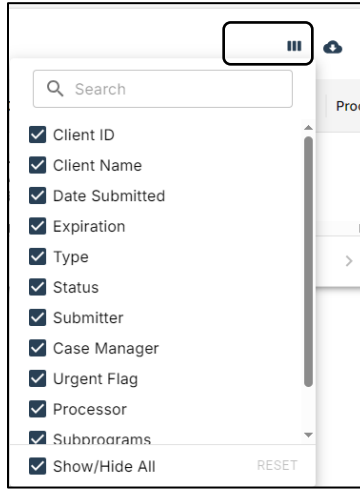 Search
Proc
Client ID
Client Name
Date Submitted
Expiration
Type
Status
Submitter
Case Manager
Urgent Flag
Processor
Subprograms
Show/Hide All RESET